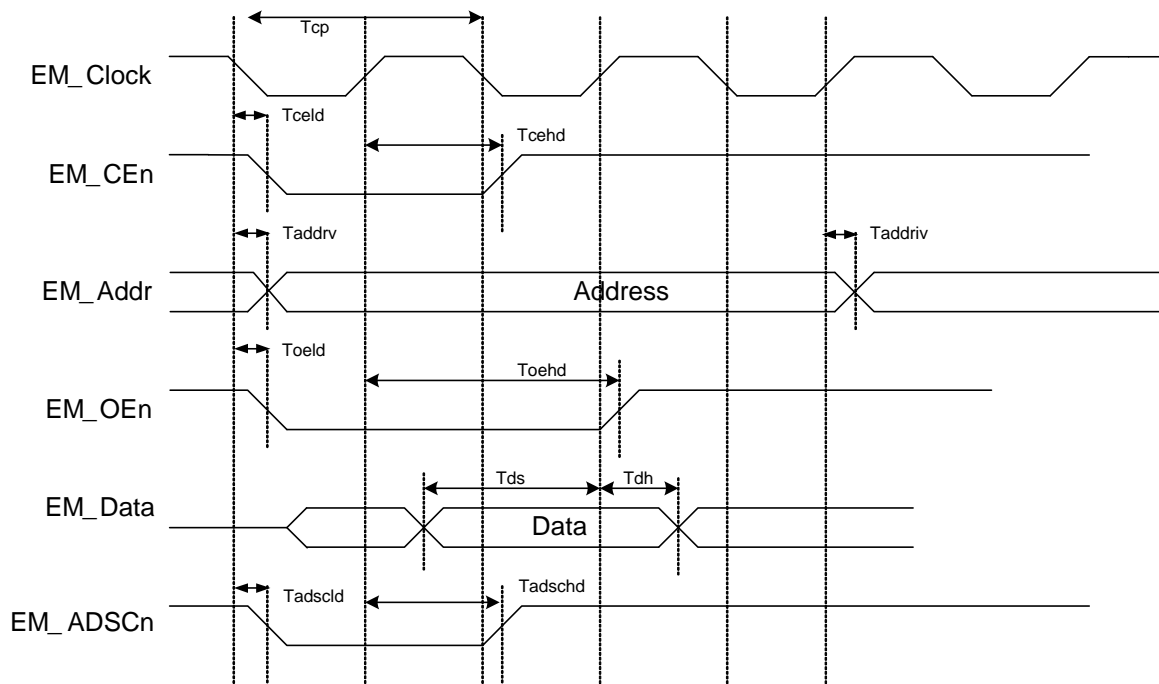 Tcp
EM_Clock
Tceld
Tcehd
EM_CEn
Taddrv
Taddriv
EM_Addr
Address
Toeld
Toehd
EM_OEn
Tds
Tdh
EM_Data
Data
Tadscld
Tadschd
EM_ADSCn